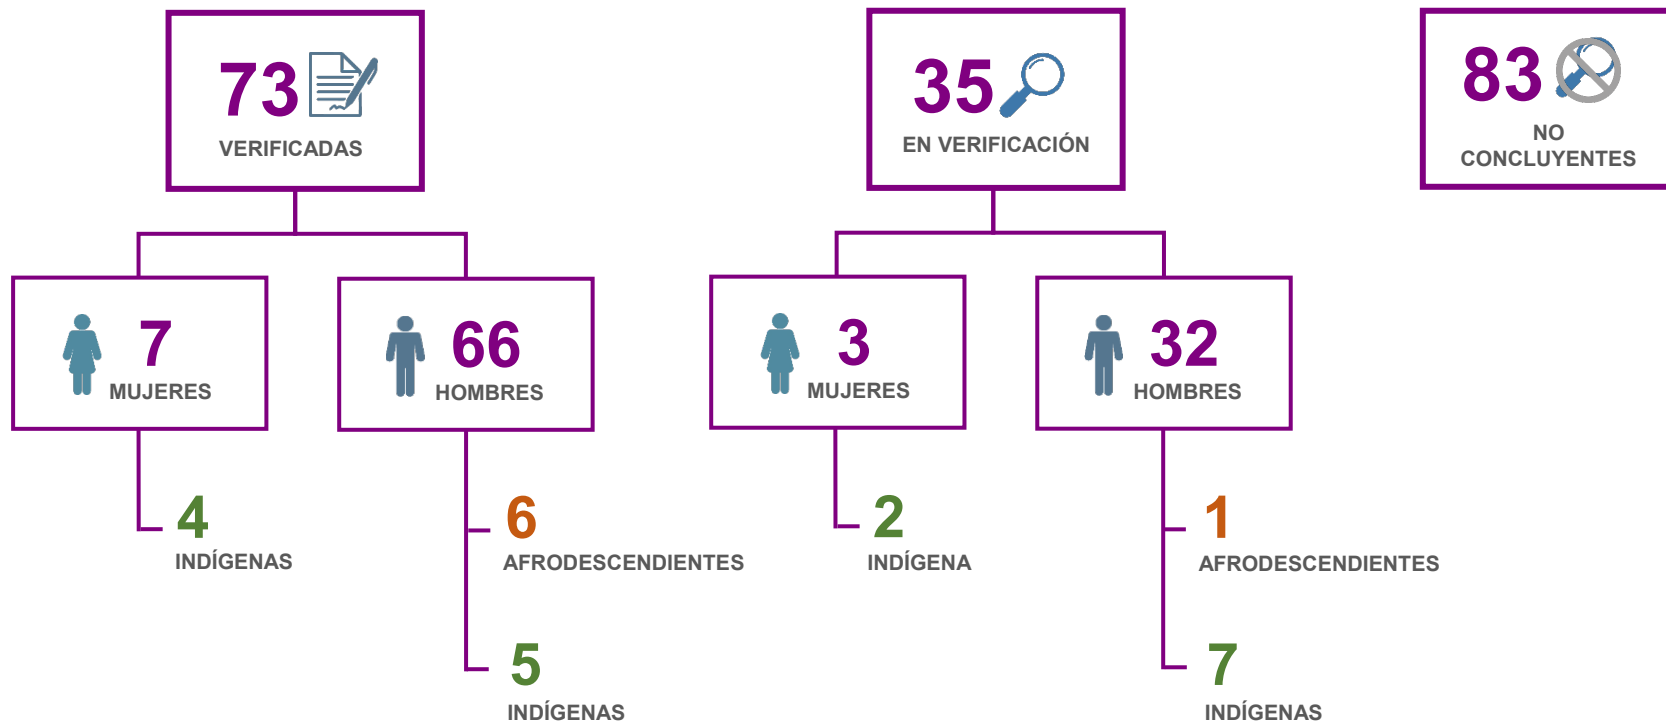 73
VERIFICADAS
7
MUJERES
66
HOMBRES
4
INDÍGENAS
6
AFRODESCENDIENTES
5
INDÍGENAS
35
EN VERIFICACIÓN
3
MUJERES
32
HOMBRES
2
INDÍGENA
1
AFRODESCENDIENTES
7
INDÍGENAS
83
NO
CONCLUYENTES